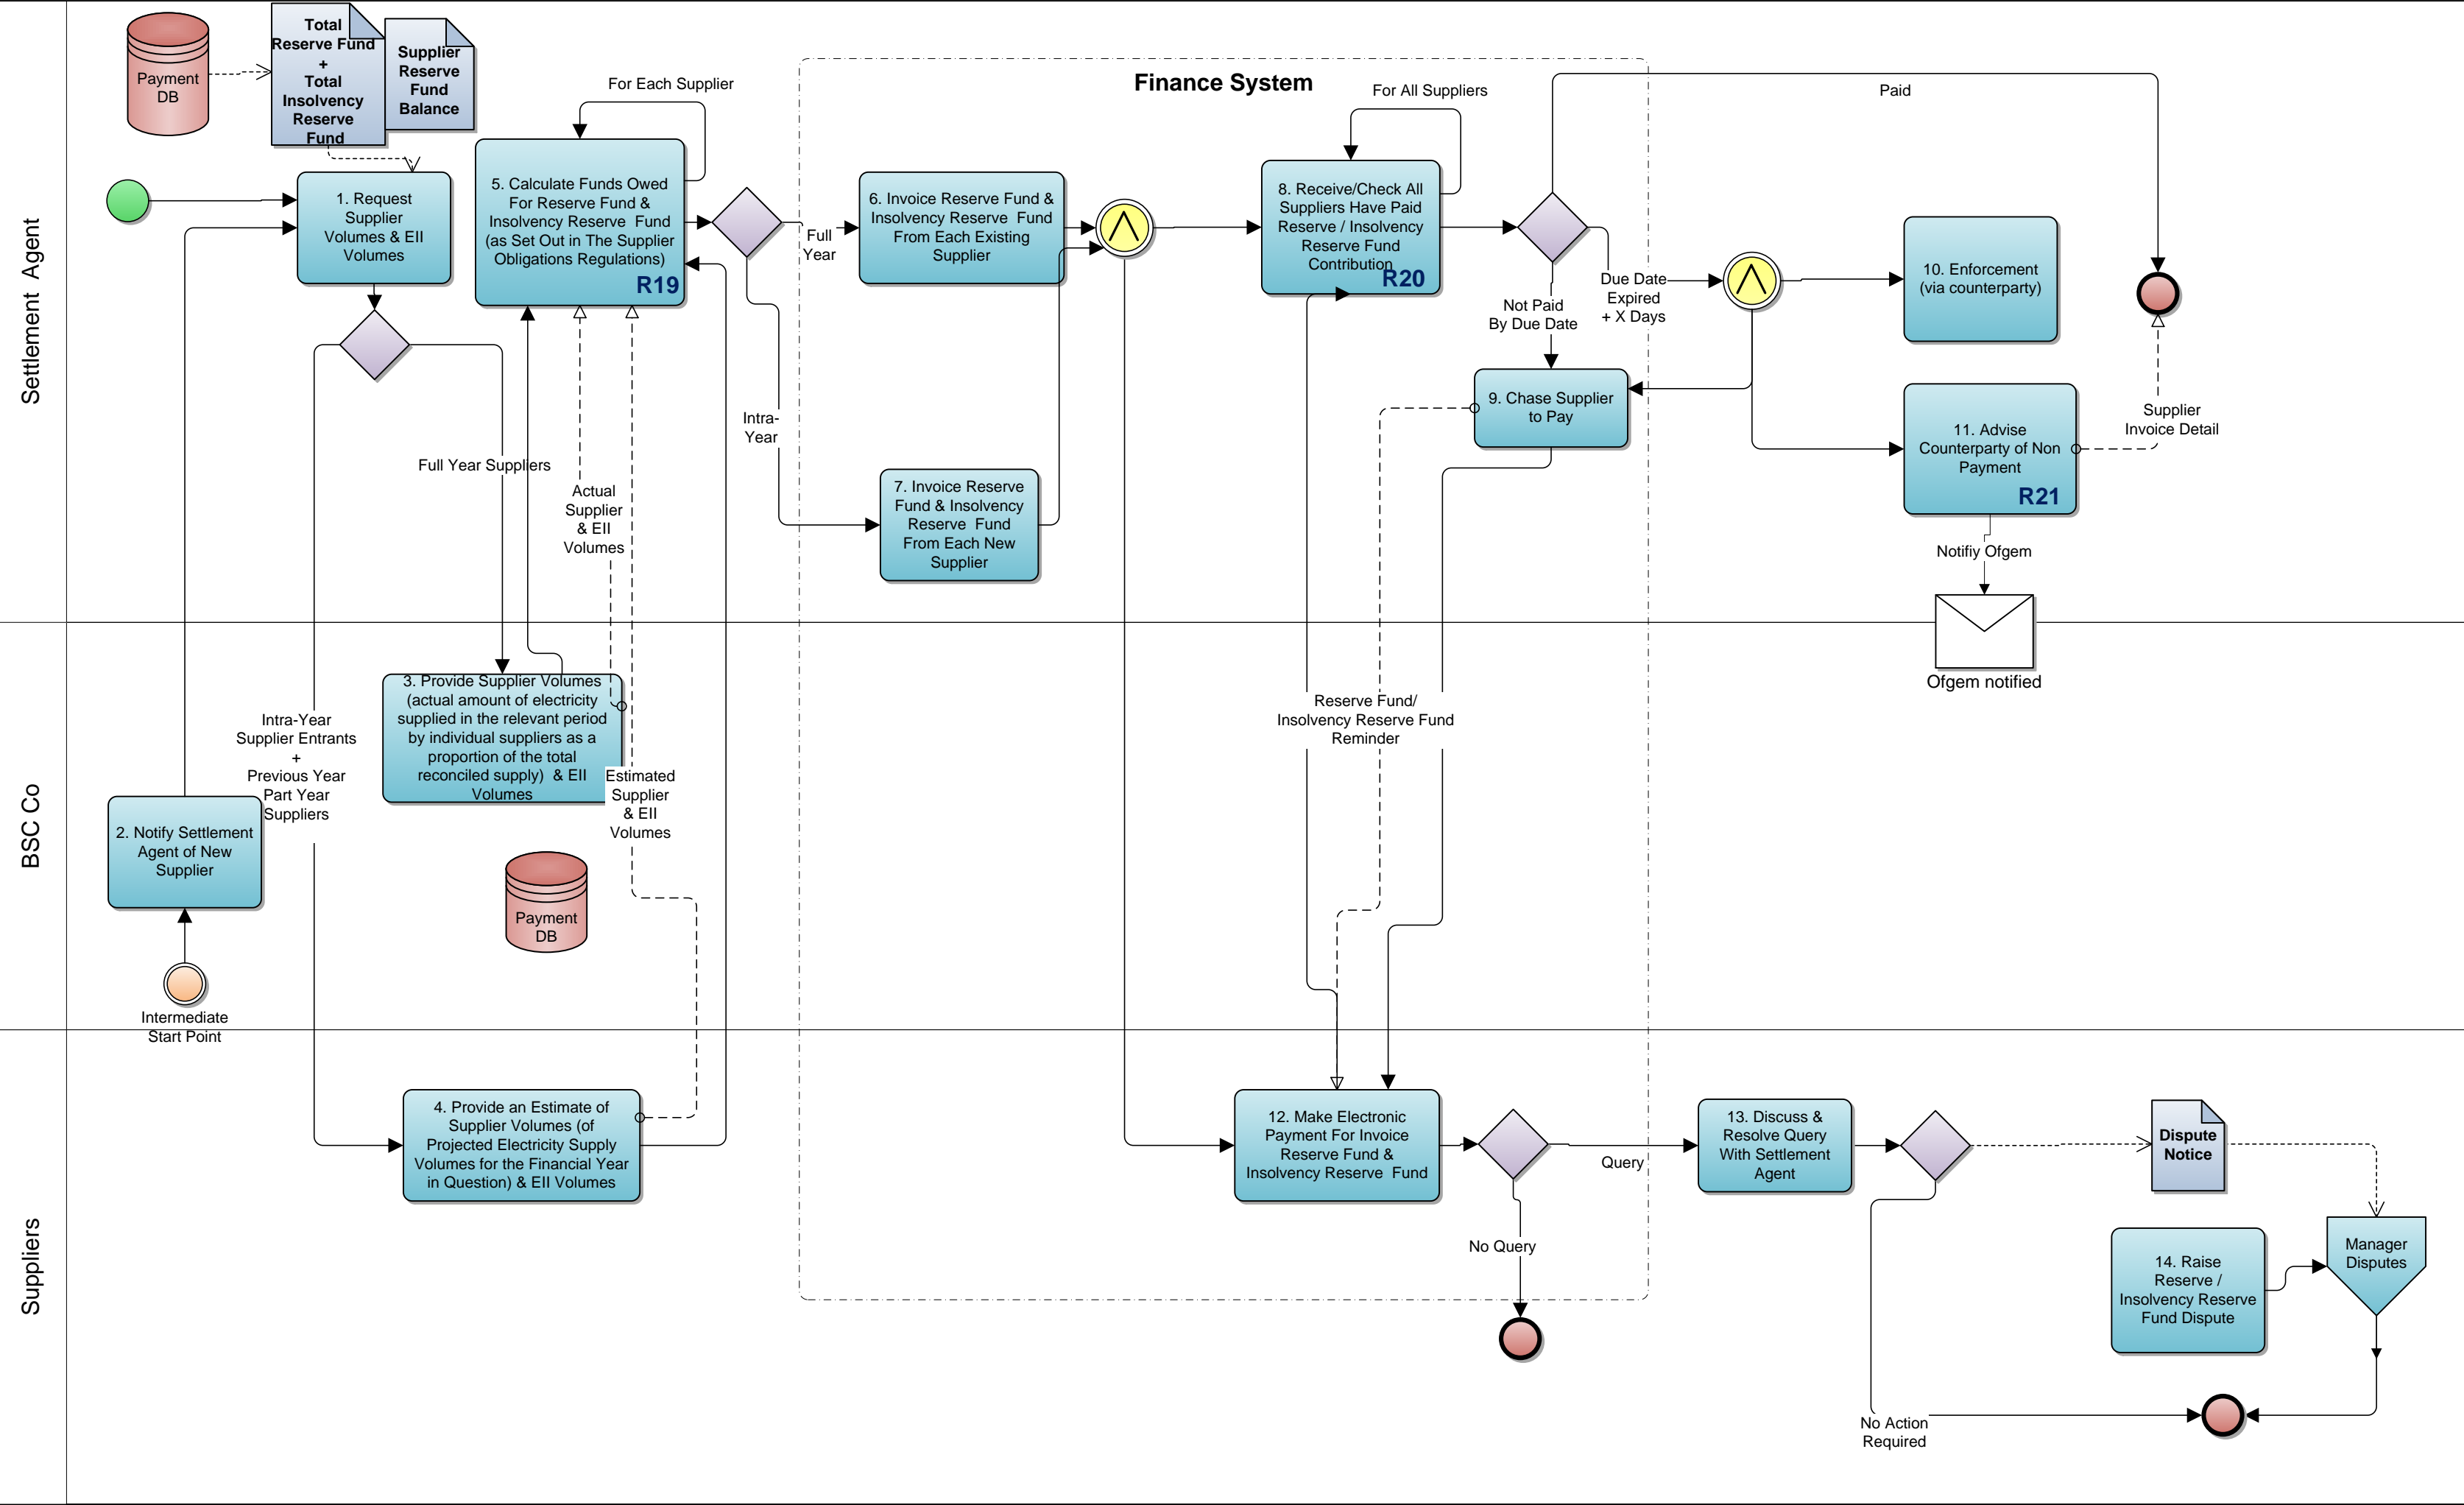 Settlement Agent
Payment
DB
Total
Reserve Fund
+
Total
Insolvency
Reserve
Fund
Supplier
Reserve
Fund
Balance
For Each Supplier
Finance System
For All Suppliers
Paid
1. Request
Supplier
Volumes & EII
Volumes
5. Calculate Funds Owed
For Reserve Fund &
Insolvency Reserve Fund
(as Set Out in The Supplier
Obligations Regulations)
R19
Full
Year
6. Invoice Reserve Fund &
Insolvency Reserve Fund
From Each Existing
Supplier
8. Receive/Check All
Suppliers Have Paid
Reserve / Insolvency
Reserve Fund
Contribution
R20
Not Paid
By Due Date
Due Date
Expired
+ X Days
10. Enforcement
(via counterparty)
9. Chase Supplier
to Pay
11. Advise
Counterparty of Non
Payment
R21
Supplier
Invoice Detail
Intra-
Year
Full Year Suppliers
Actual
Supplier
& EII
Volumes
7. Invoice Reserve
Fund & Insolvency
Reserve Fund
From Each New
Supplier
Notifiy Ofgem
Ofgem notified
BSC Co
Intra-Year
Supplier Entrants
+
Previous Year
Part Year
Suppliers
3. Provide Supplier Volumes
(actual amount of electricity
supplied in the relevant period
by individual suppliers as a
proportion of the total
reconciled supply) & EII
Volumes
Estimated
Supplier
& EII
Volumes
Reserve Fund/
Insolvency Reserve Fund
Reminder
2. Notify Settlement
Agent of New
Supplier
Payment
DB
Intermediate
Start Point
Suppliers
4. Provide an Estimate of
Supplier Volumes (of
Projected Electricity Supply
Volumes for the Financial Year
in Question) & EII Volumes
12. Make Electronic
Payment For Invoice
Reserve Fund &
Insolvency Reserve Fund
Query
No Query
13. Discuss &
Resolve Query
With Settlement
Agent
Dispute
Notice
14. Raise
Reserve /
Insolvency Reserve
Fund Dispute
Manager
Disputes
No Action
Required